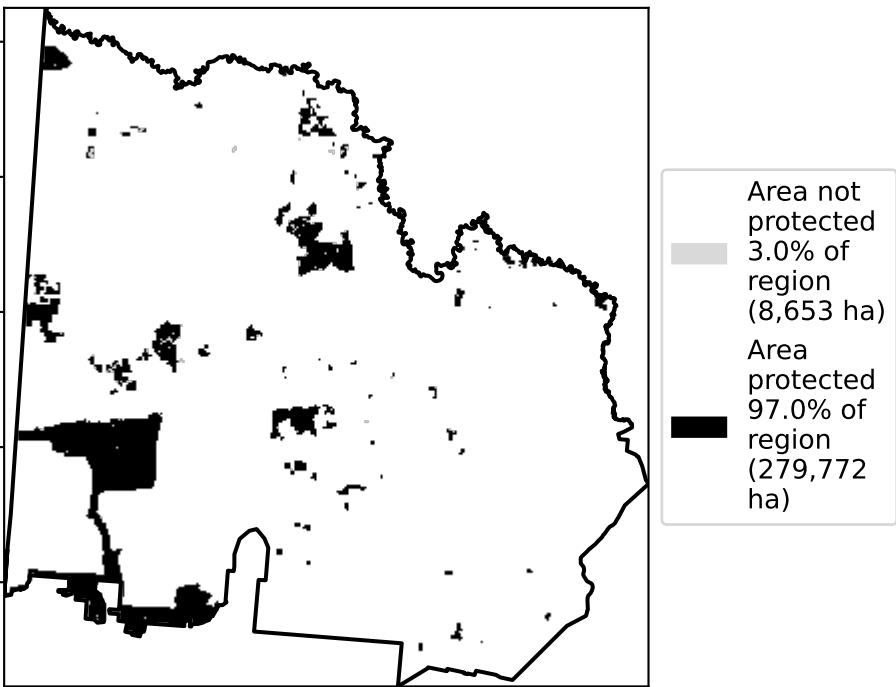 Area not
protected
3.0% of
region
(8,653 ha)
Area
protected
97.0% of
region
(279,772
ha)